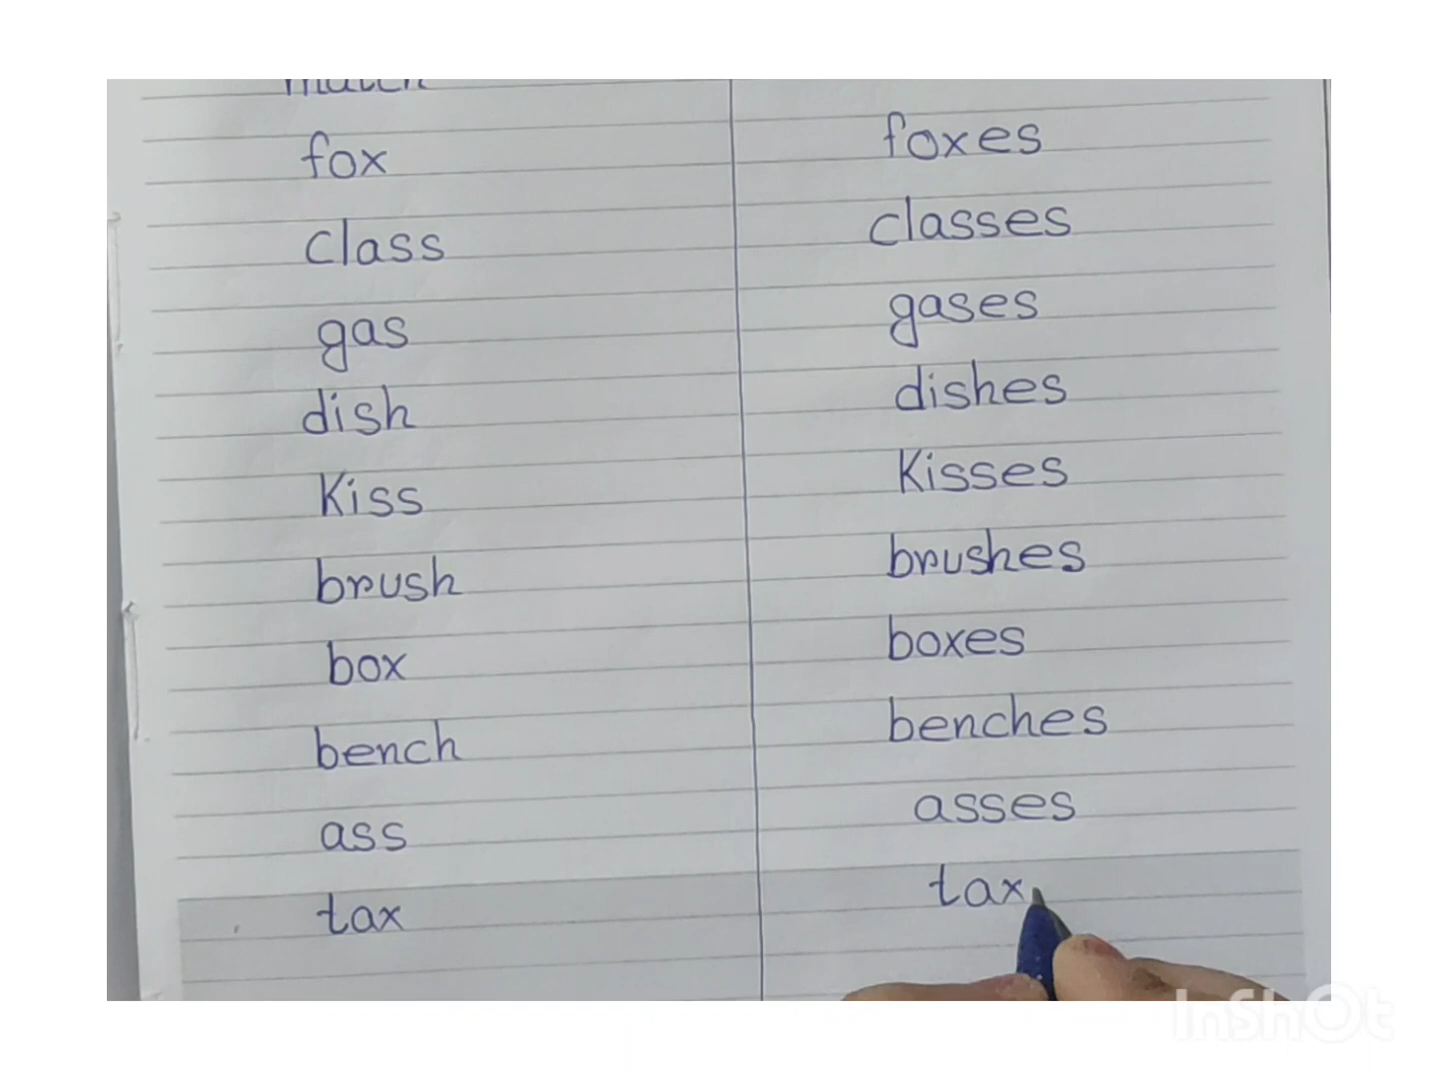 fox foxes
class classes
gas gases
dish dishes
Kiss Kisses
brush brushes
box boxes
bench benches
ass asses
tax tax
InShOt